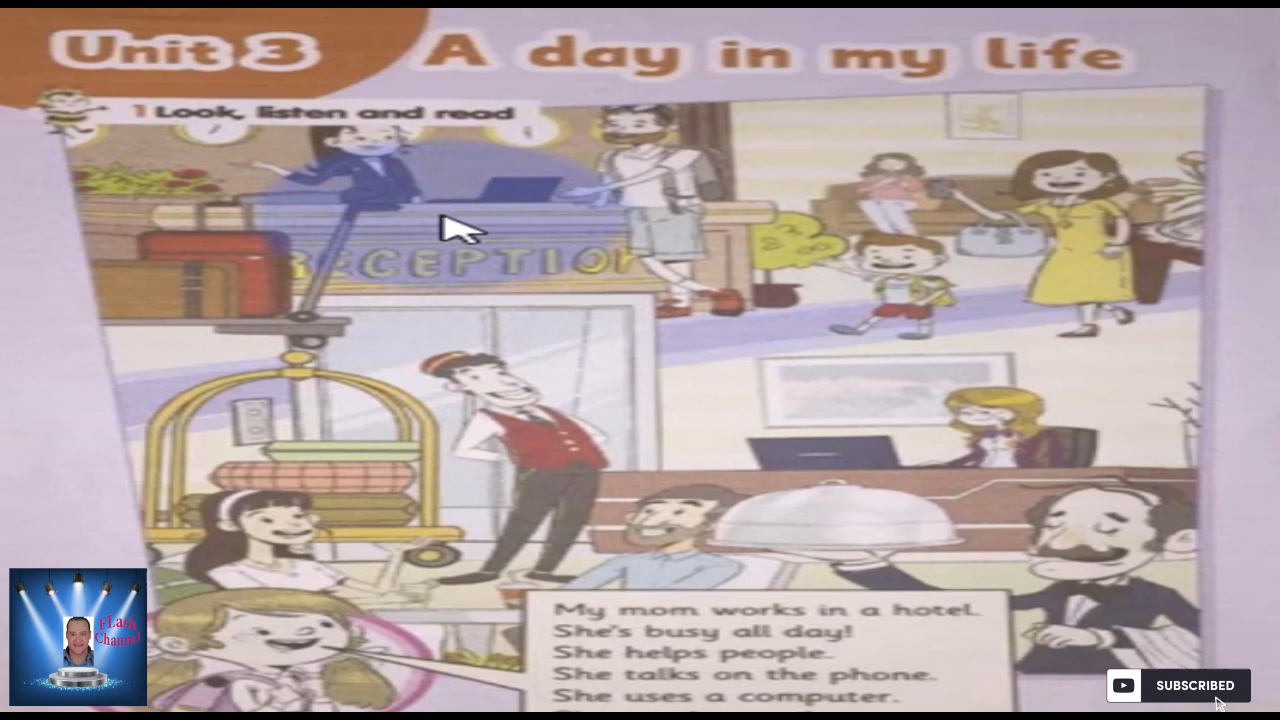 Unit 3
A day in my life
1 Look, listen and read
RECEPTION
My mom works in a hotel.
She's busy all day!
She helps people.
She talks on the phone.
She uses a computer.
FLash
Channel
SUBSCRIBED